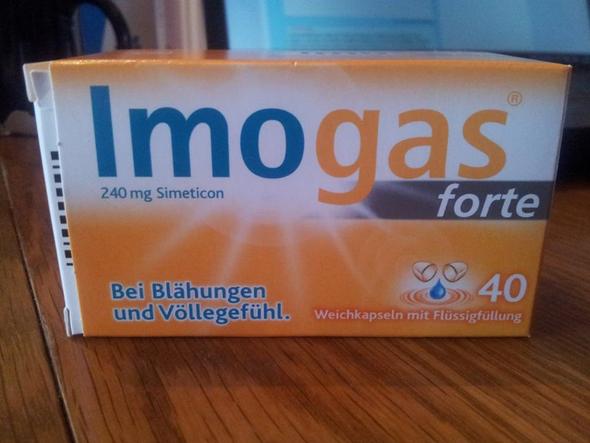 Imogas®
240 mg Simeticon
forte
Bei Blähungen
und Völlegefühl.
40
Weichkapseln mit Flüssigfüllung